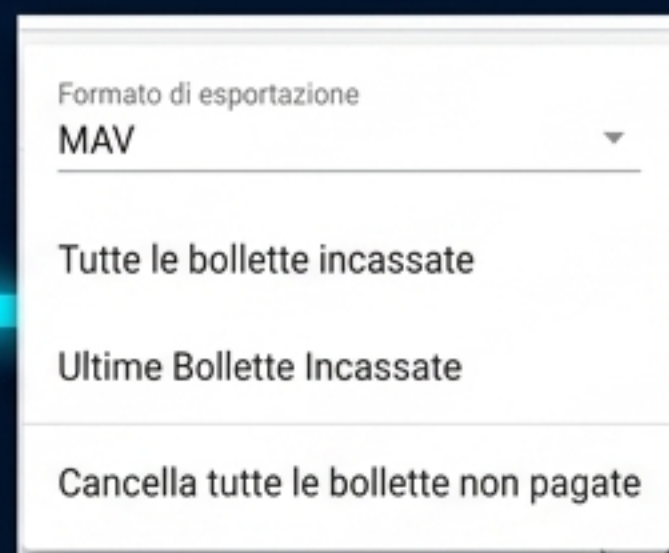 Formato di esportazione
MAV
Tutte le bollette incassate
Ultime Bollette Incassate
Cancella tutte le bollette non pagate